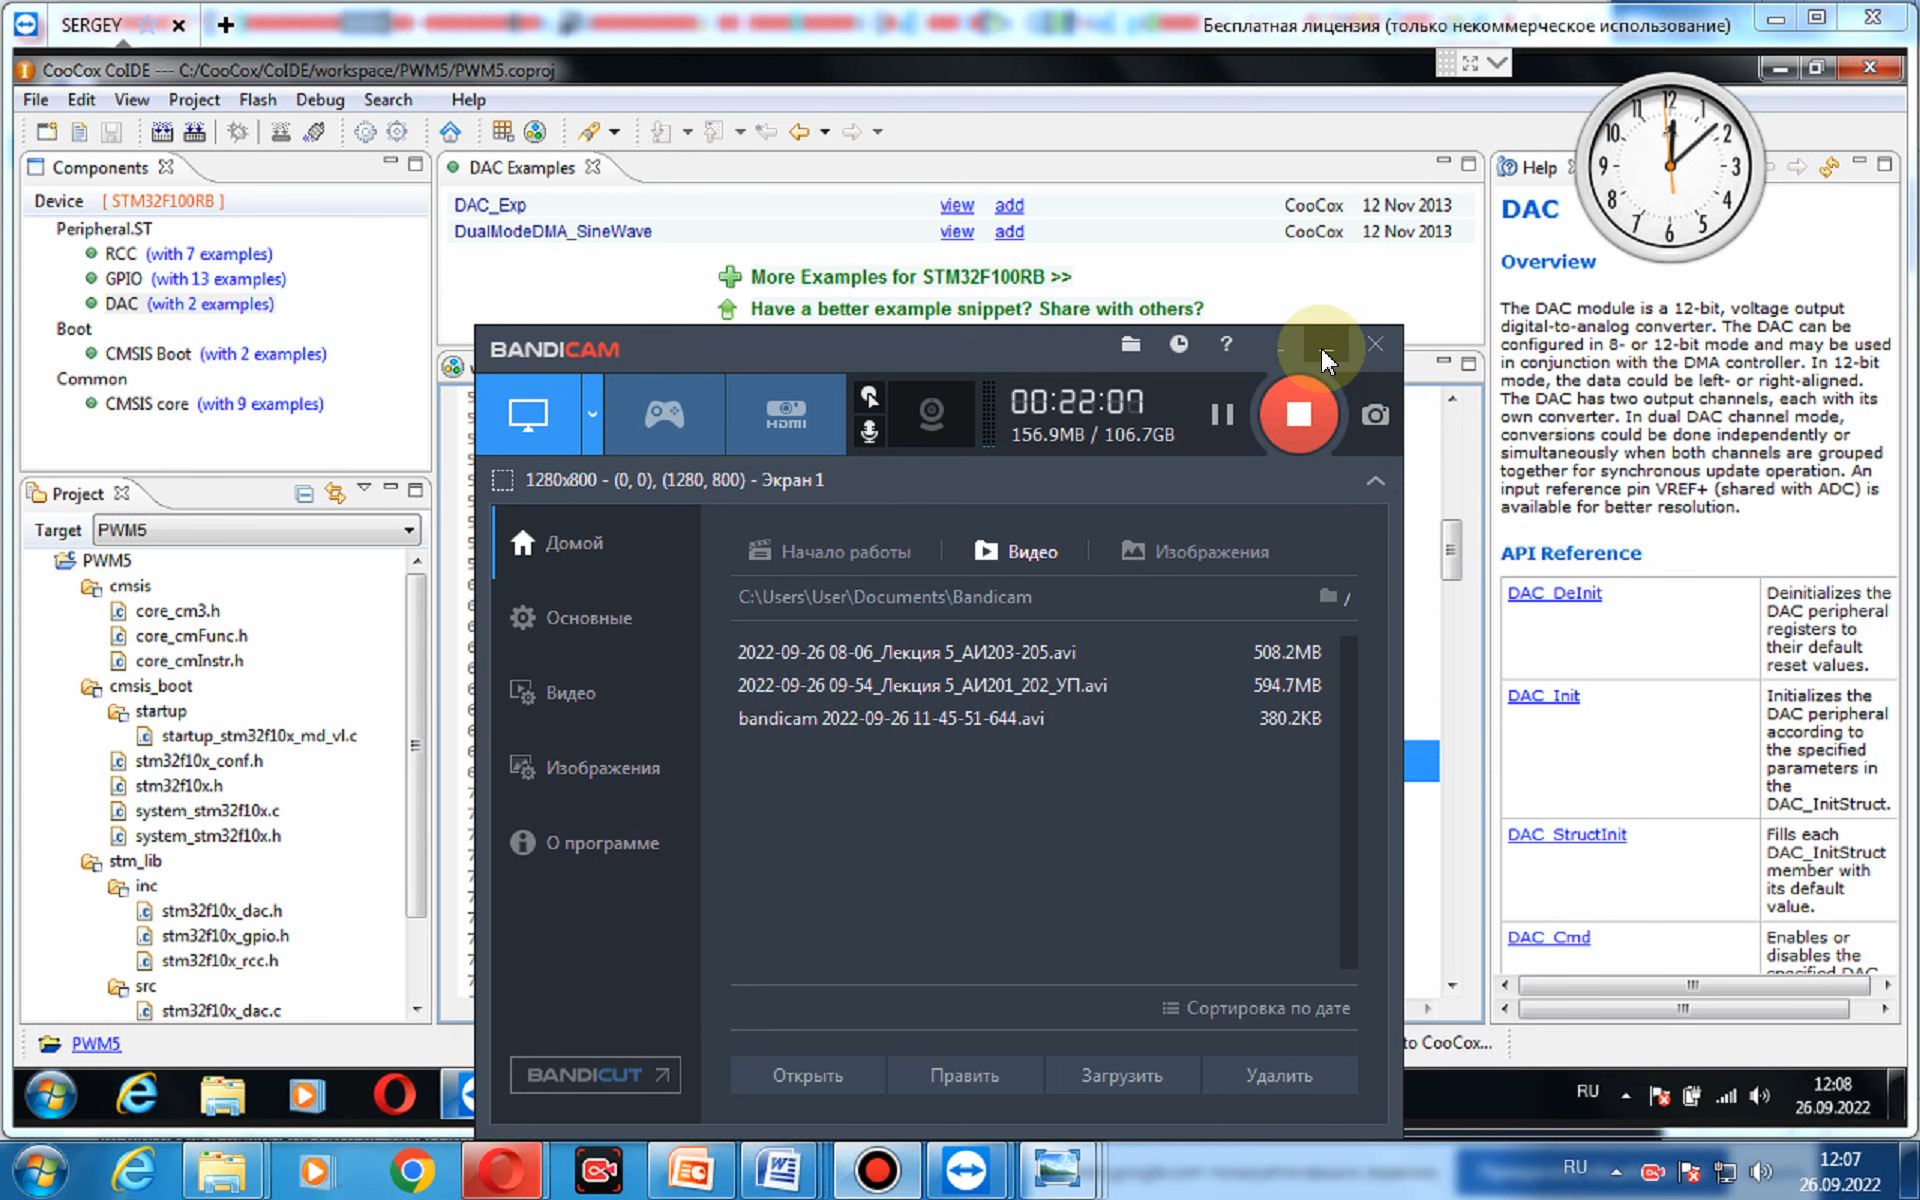 SERGEY
Бесплатная лицензия (только некоммерческое использование)
CooCox CoIDE --- C:/CooCox/CoIDE/workspace/PWM5/PWM5.coproj
File Edit View Project Flash Debug Search Help
Components
Device [ STM32F100RB ]
Peripheral.ST
RCC (with 7 examples)
GPIO (with 13 examples)
DAC (with 2 examples)
Boot
CMSIS Boot (with 2 examples)
Common
CMSIS core (with 9 examples)
DAC Examples
DAC_Exp view add CooCox 12 Nov 2013
DualModeDMA_SineWave view add CooCox 12 Nov 2013
More Examples for STM32F100RB >>
Have a better example snippet? Share with others?
Help
12 1 2 3 4 5 6 7 8 9 10 11
DAC
Overview
The DAC module is a 12-bit, voltage output
digital-to-analog converter. The DAC can be
configured in 8- or 12-bit mode and may be used
in conjunction with the DMA controller. In 12-bit
mode, the data could be left- or right-aligned.
The DAC has two output channels, each with its
own converter. In dual DAC channel mode,
conversions could be done independently or
simultaneously when both channels are grouped
together for synchronous update operation. An
input reference pin VREF+ (shared with ADC) is
available for better resolution.
API Reference
DAC_DeInit
Deinitializes the
DAC peripheral
registers to
their default
reset values.
DAC_Init
Initializes the
DAC peripheral
according to
the specified
parameters in
the
DAC_InitStruct.
DAC_StructInit
Fills each
DAC_InitStruct
member with
its default
value.
DAC_Cmd
Enables or
disables the
specified DAC
BANDICAM
?
HDMI
00:22:07
156.9MB / 106.7GB
1280x800 - (0, 0), (1280, 800) - Экран 1
Домой
Основные
Видео
Изображения
О программе
BANDICUT
Начало работы
Видео
Изображения
C:\Users\User\Documents\Bandicam
/
2022-09-26 08-06_Лекция 5_АИ203-205.avi 508.2MB
2022-09-26 09-54_Лекция 5_АИ201_202_УП.avi 594.7MB
bandicam 2022-09-26 11-45-51-644.avi 380.2KB
Сортировка по дате
Открыть Править Загрузить Удалить
Project
Target PWM5
PWM5
cmsis
core_cm3.h
core_cmFunc.h
core_cmInstr.h
cmsis_boot
startup
startup_stm32f10x_md_vl.c
stm32f10x_conf.h
stm32f10x.h
system_stm32f10x.c
system_stm32f10x.h
stm_lib
inc
stm32f10x_dac.h
stm32f10x_gpio.h
stm32f10x_rcc.h
src
stm32f10x_dac.c
PWM5
to CooCox...
RU
12:08
26.09.2022
RU
12:07
26.09.2022